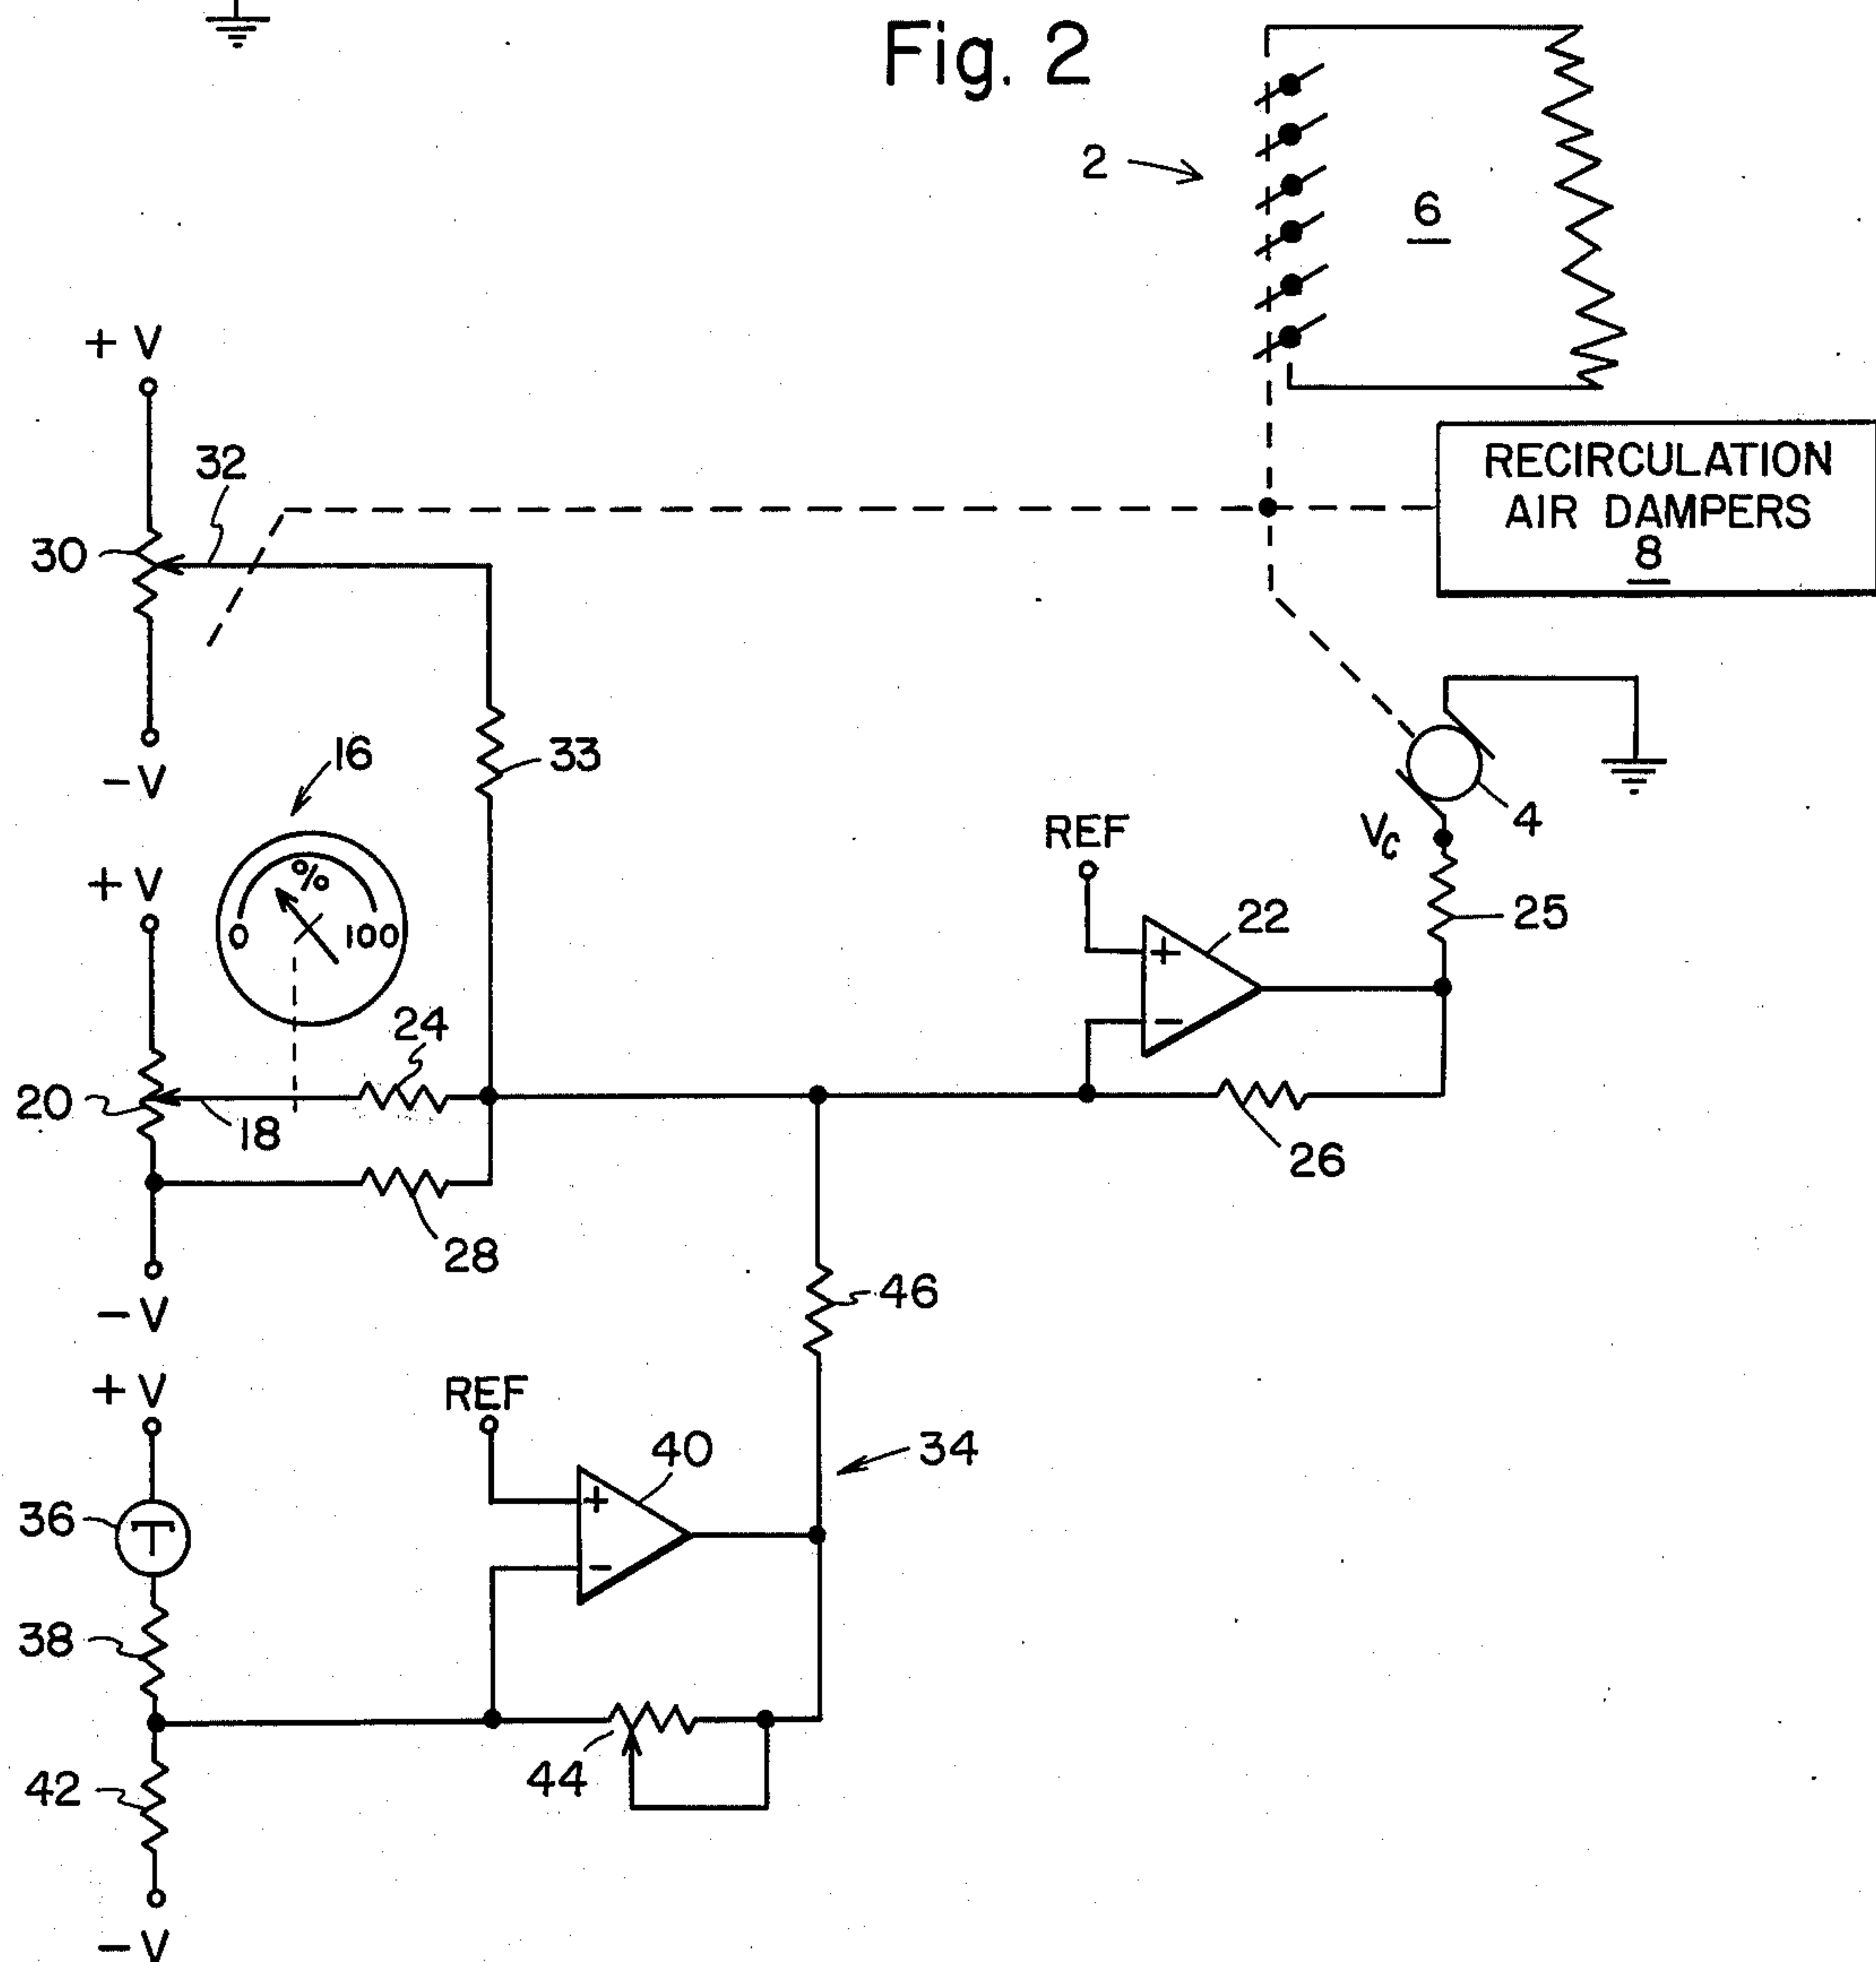 Fig. 2
2
6
+ V
32
RECIRCULATION
AIR DAMPERS
8
30
- V
33
16
4
V_C
REF
+ V
%
0
100
22
25
+
-
24
20
18
26
28
- V
46
+ V
REF
40
34
36
T
+
-
38
44
42
- V